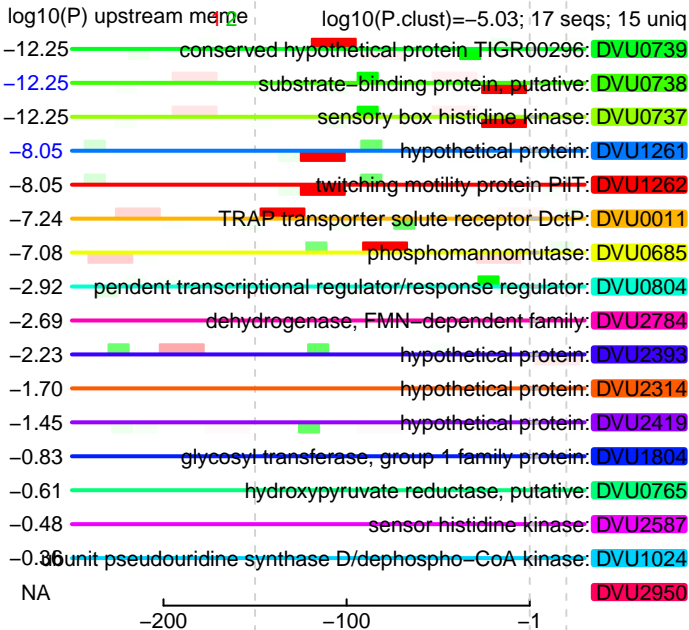 log10(P) upstream meme 1 2 log10(P.clust)=−5.03; 17 seqs; 15 uniq
−12.25 conserved hypothetical protein TIGR00296: DVU0739
−12.25 substrate−binding protein, putative: DVU0738
−12.25 sensory box histidine kinase: DVU0737
−8.05 hypothetical protein: DVU1261
−8.05 twitching motility protein PilT: DVU1262
−7.24 TRAP transporter solute receptor DctP: DVU0011
−7.08 phosphomannomutase: DVU0685
−2.92 pendent transcriptional regulator/response regulator: DVU0804
−2.69 dehydrogenase, FMN−dependent family: DVU2784
−2.23 hypothetical protein: DVU2393
−1.70 hypothetical protein: DVU2314
−1.45 hypothetical protein: DVU2419
−0.83 glycosyl transferase, group 1 family protein: DVU1804
−0.61 hydroxypyruvate reductase, putative: DVU0765
−0.48 sensor histidine kinase: DVU2587
−0.36 ubunit pseudouridine synthase D/dephospho−CoA kinase: DVU1024
NA DVU2950
−200 −100 −1